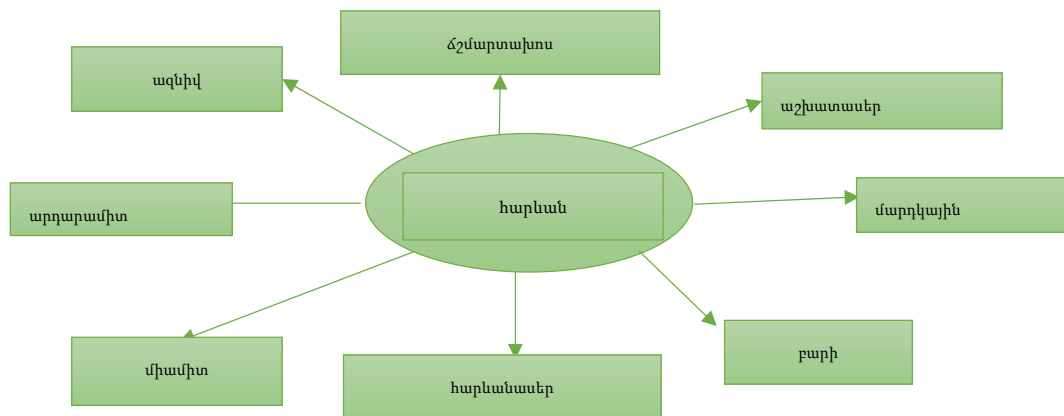 ճշմարտախոս
ազնիվ
աշխատասեր
արդարամիտ
հարևան
մարդկային
միամիտ
հարևանասեր
բարի